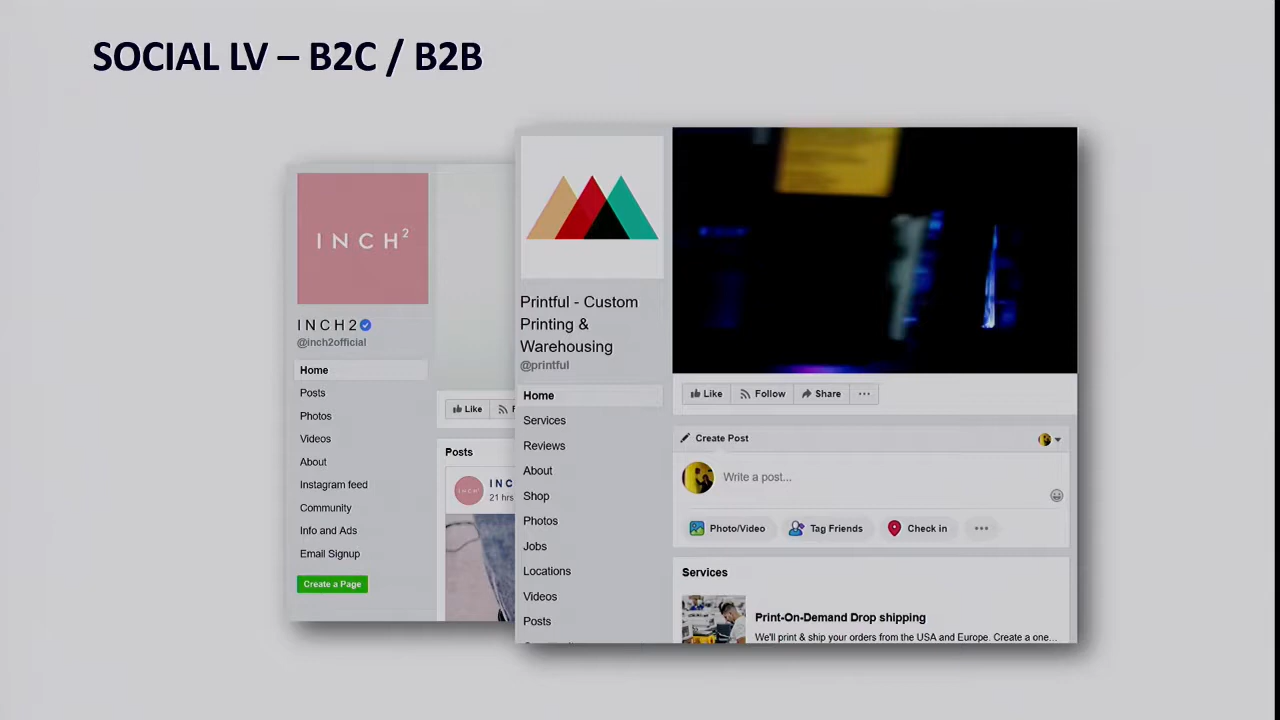 SOCIAL LV – B2C / B2B
INCH²
INCH2
@inch2official
Home
Posts
Photos
Videos
About
Instagram feed
Community
Info and Ads
Email Signup
Create a Page
Like
F
Posts
INC
21 hrs
Printful - Custom
Printing &
Warehousing
@printful
Home
Services
Reviews
About
Shop
Photos
Jobs
Locations
Videos
Posts
Like Follow Share ...
Create Post
Write a post...
Photo/Video Tag Friends Check in ...
Services
Print-On-Demand Drop shipping
We'll print & ship your orders from the USA and Europe. Create a one...